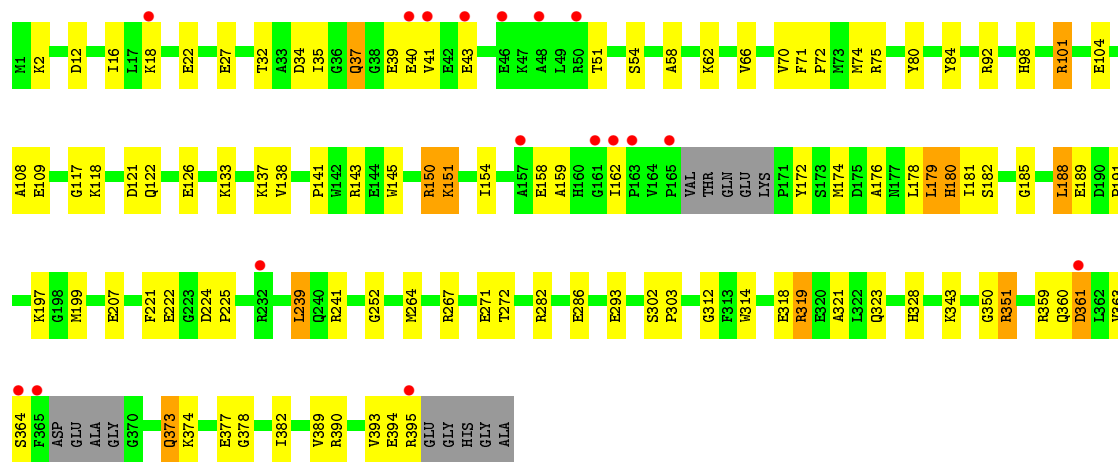 M1 K2 D12 I16 L17 K18 E22 E27 T32 A33 D34 I35 G36 Q37 G38 E39 E40 V41 E42 E43 E46 K47 A48 L49 R50 T51 S54 A58 K62 V66 V70 F71 P72 M73 M74 R75 Y80 Y84 R92 H98 R101 E104
A108 E109 G117 K118 D121 Q122 E126 K133 K137 V138 P141 W142 R143 E144 W145 R150 K151 I154 A157 E158 A159 H160 G161 I162 P163 V164 P165 VAL THR GLN GLU LYS P171 Y172 S173 M174 D175 A176 N177 L178 L179 H180 I181 S182 G185 L188 E189 D190 P191
K197 G198 M199 E207 F221 E222 G223 D224 P225 R232 L239 Q240 R241 G252 M264 R267 E271 T272 R282 E286 E293 S302 P303 G312 F313 W314 E318 R319 E320 A321 L322 Q323 H328 K343 G350 R351 R359 Q360 D361 L362 V363
S364 F365 ASP GLU ALA GLY G370 Q373 K374 E377 G378 I382 V389 R390 V393 E394 R395 GLU GLY HIS GLY ALA